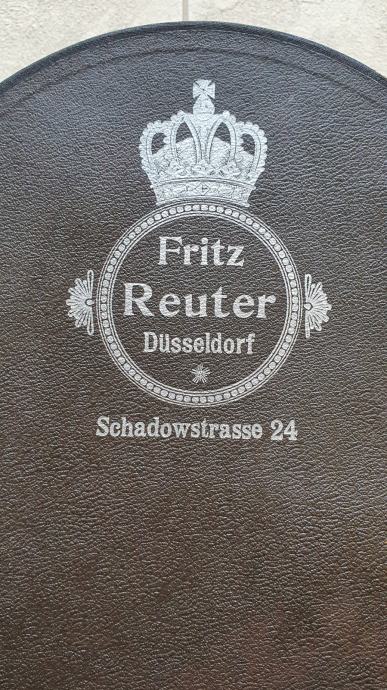 Fritz
Reuter
Düsseldorf
Schadowstrasse 24